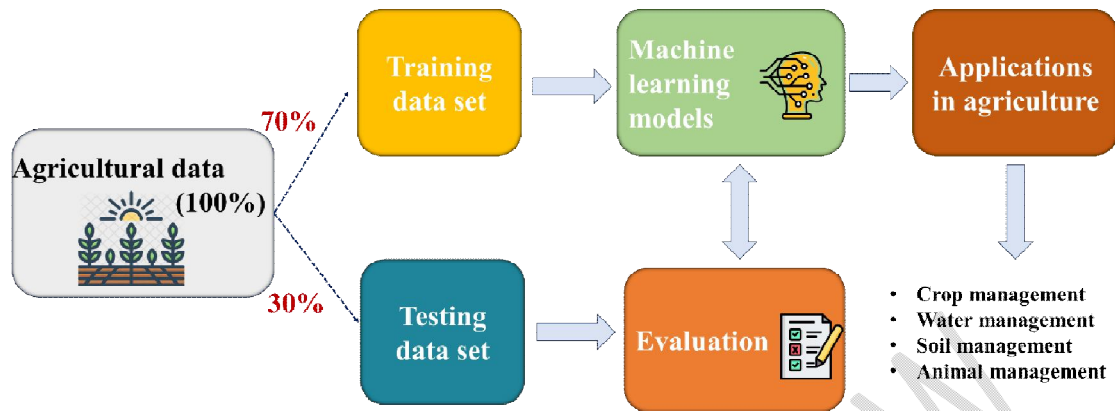 Agricultural data
(100%)
70%
30%
Training
data set
Testing
data set
Machine
learning
models
Evaluation
Applications
in agriculture
• Crop management
• Water management
• Soil management
• Animal management